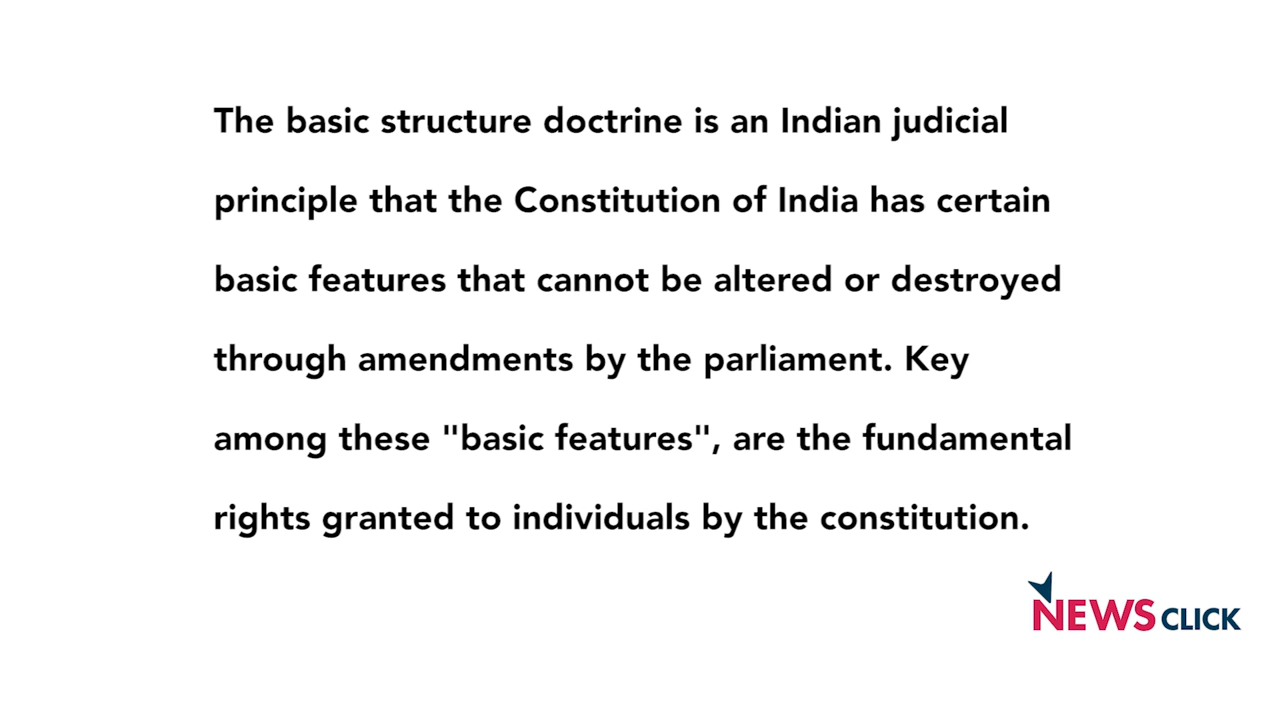 The basic structure doctrine is an Indian judicial
principle that the Constitution of India has certain
basic features that cannot be altered or destroyed
through amendments by the parliament. Key
among these "basic features", are the fundamental
rights granted to individuals by the constitution.
NEWSCLICK